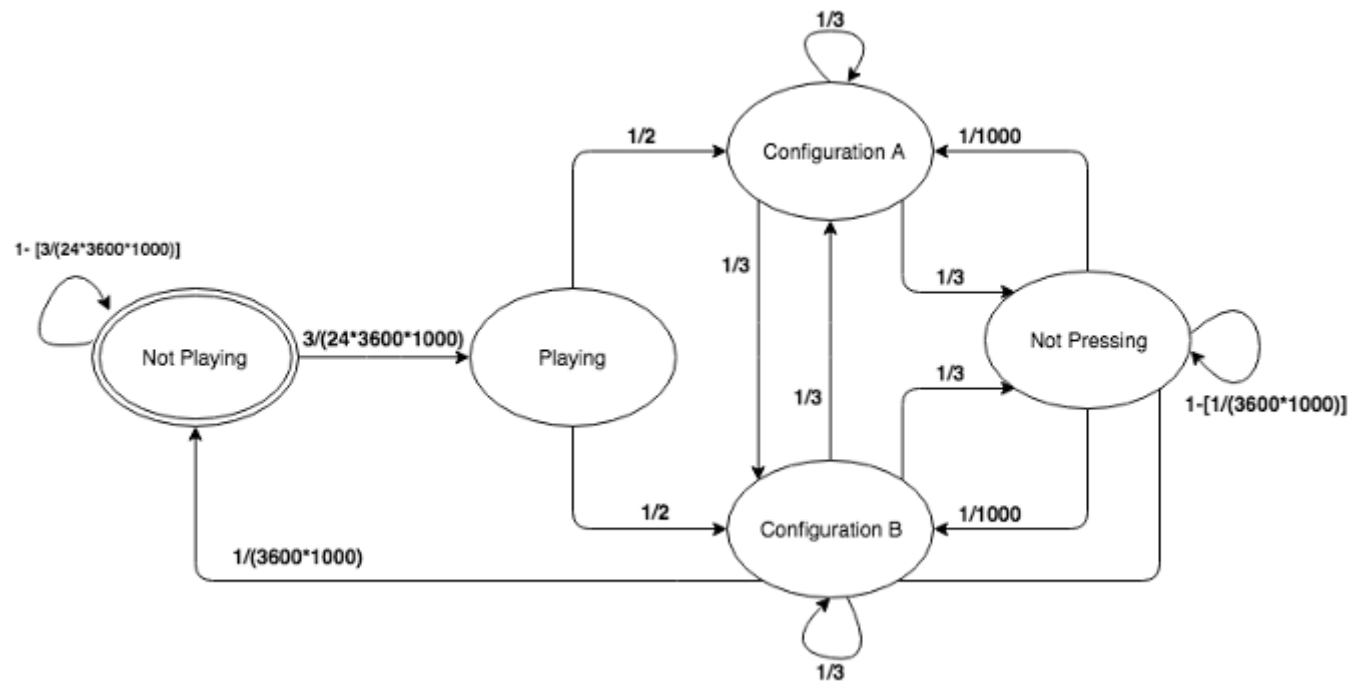 1/3
1/2
Configuration A
1/1000
1- [3/(24*3600*1000)]
1/3
1/3
3/(24*3600*1000)
Not Playing
Playing
Not Pressing
1/3
1/3
1-[1/(3600*1000)]
1/2
Configuration B
1/1000
1/(3600*1000)
1/3